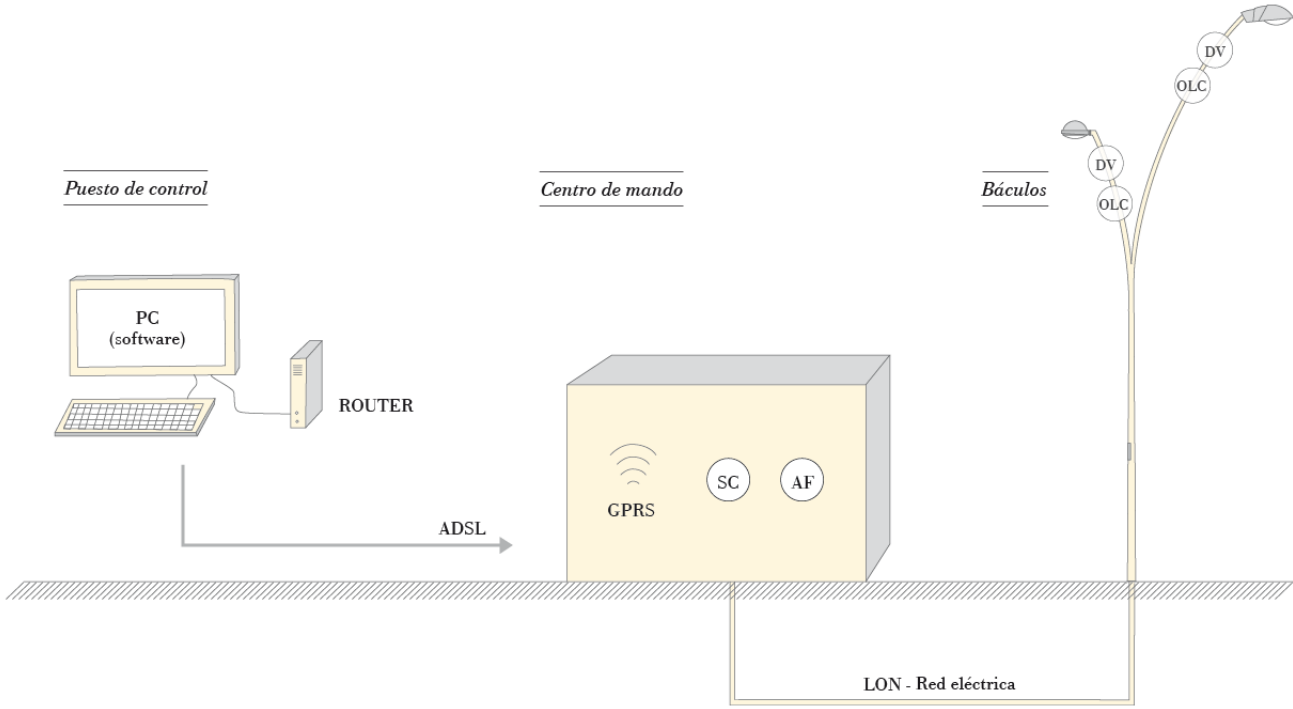 DV
OLC
DV
OLC
Puesto de control
Centro de mando
Báculos
PC
(software)
ROUTER
GPRS
SC
AF
ADSL
LON - Red eléctrica